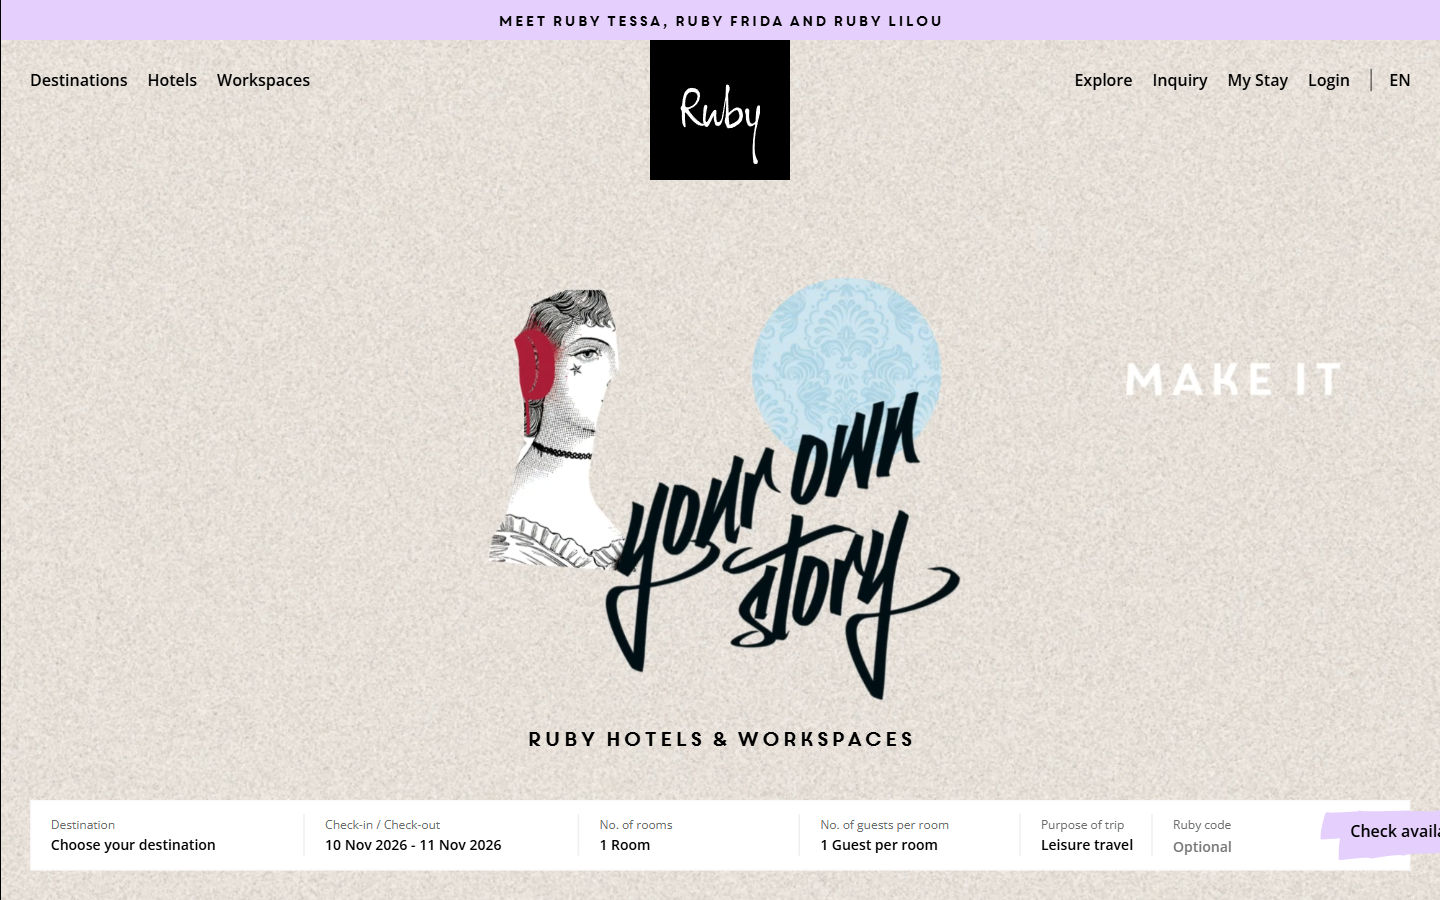 MEET RUBY TESSA, RUBY FRIDA AND RUBY LILOU
Destinations Hotels Workspaces
Ruby
Explore Inquiry My Stay Login EN
MAKE IT
your own
story
RUBY HOTELS & WORKSPACES
Destination
Choose your destination
Check-in / Check-out
10 Nov 2026 - 11 Nov 2026
No. of rooms
1 Room
No. of guests per room
1 Guest per room
Purpose of trip
Leisure travel
Ruby code
Optional
Check availa